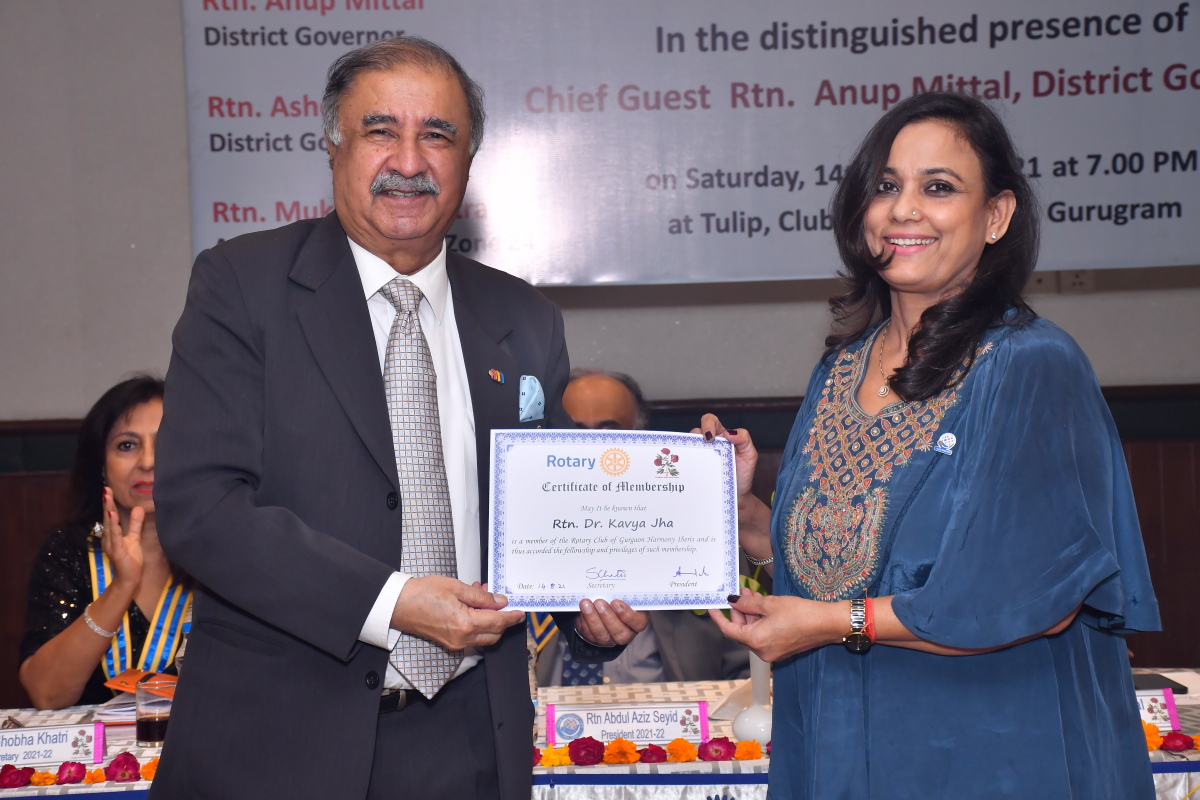 Rtn. Anup Mittal
District Governor
Rtn. Ash
District Go
Rtn. Muk
Zone 24
In the distinguished presence of
Chief Guest Rtn. Anup Mittal, District Go
on Saturday, 14 21 at 7.00 PM
at Tulip, Club Gurugram
Rotary
Certificate of Membership
May It be known that
Rtn. Dr. Kavya Jha
is a member of the Rotary Club of Gurgaon Harmony Iberis and is
thus accorded the fellowship and privileges of such membership.
Date: 14.8.21 Secretary President
hobha Khatri
retary 2021-22
Rtn Abdul Aziz Seyid
President 2021-22